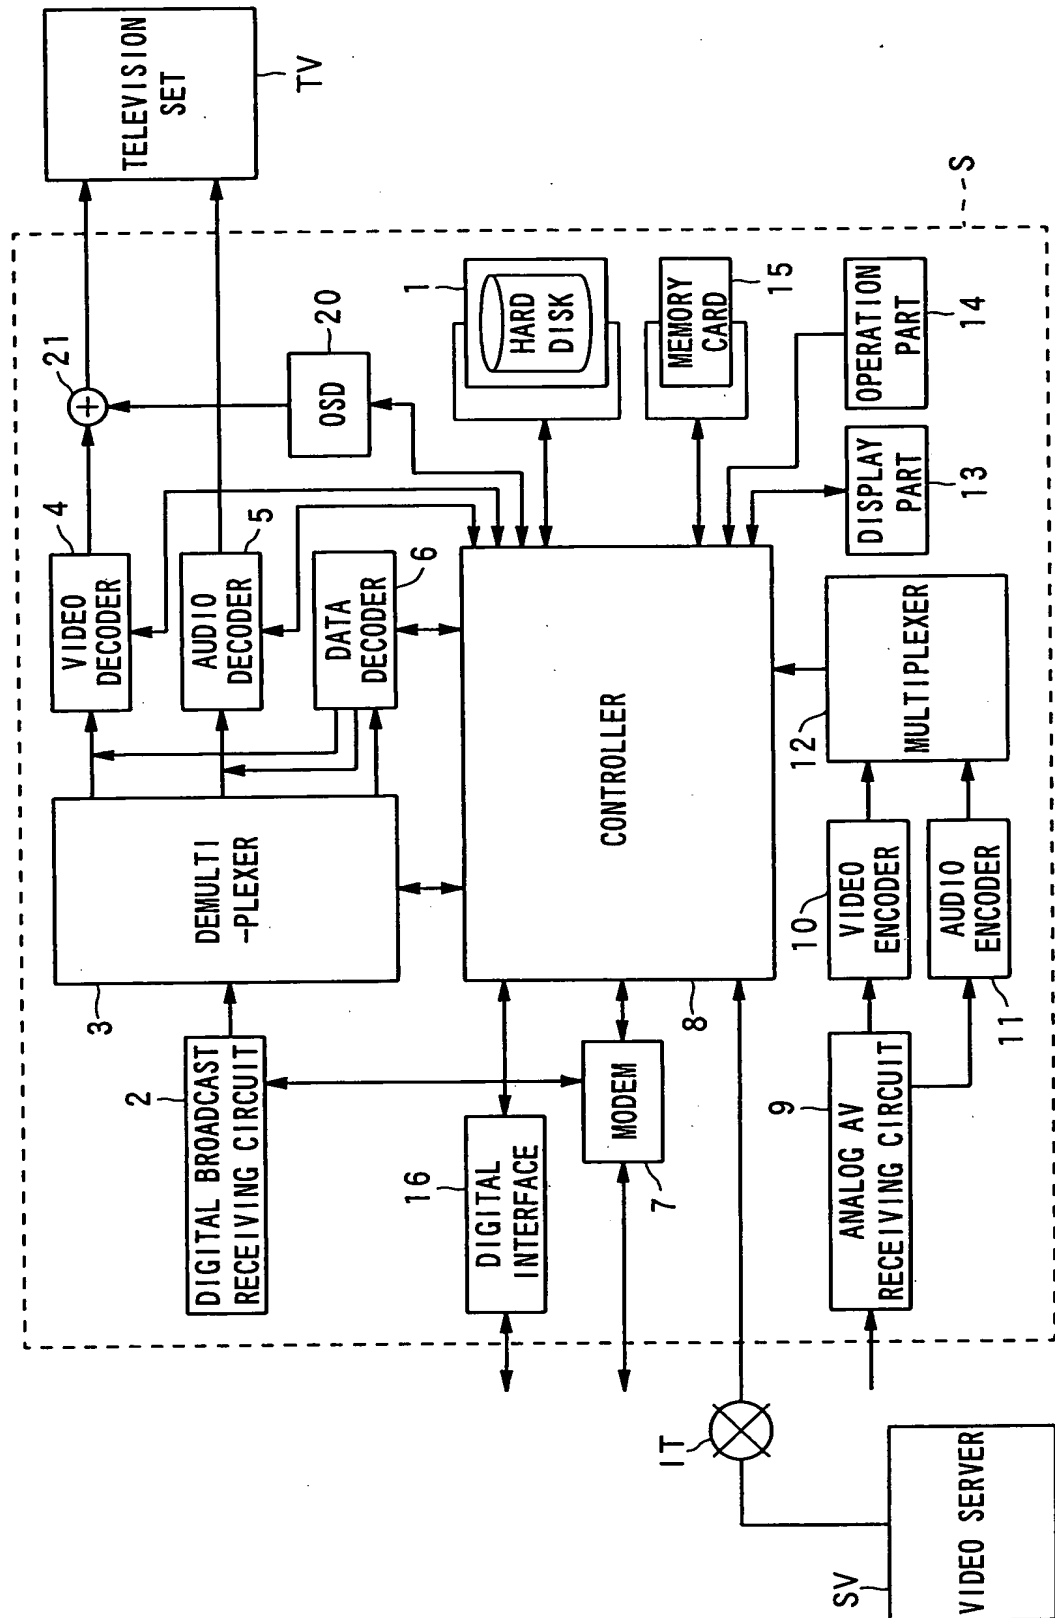 TELEVISION
SET
TV
S
21
4
VIDEO
DECODER
5
AUDIO
DECODER
6
DATA
DECODER
20
OSD
1
HARD
DISK
15
MEMORY
CARD
14
OPERATION
PART
13
DISPLAY
PART
3
DEMULTI
-PLEXER
2
DIGITAL BROADCAST
RECEIVING CIRCUIT
16
DIGITAL
INTERFACE
7
MODEM
8
CONTROLLER
12
MULTIPLEXER
10
VIDEO
ENCODER
11
AUDIO
ENCODER
9
ANALOG AV
RECEIVING CIRCUIT
IT
SV
VIDEO SERVER